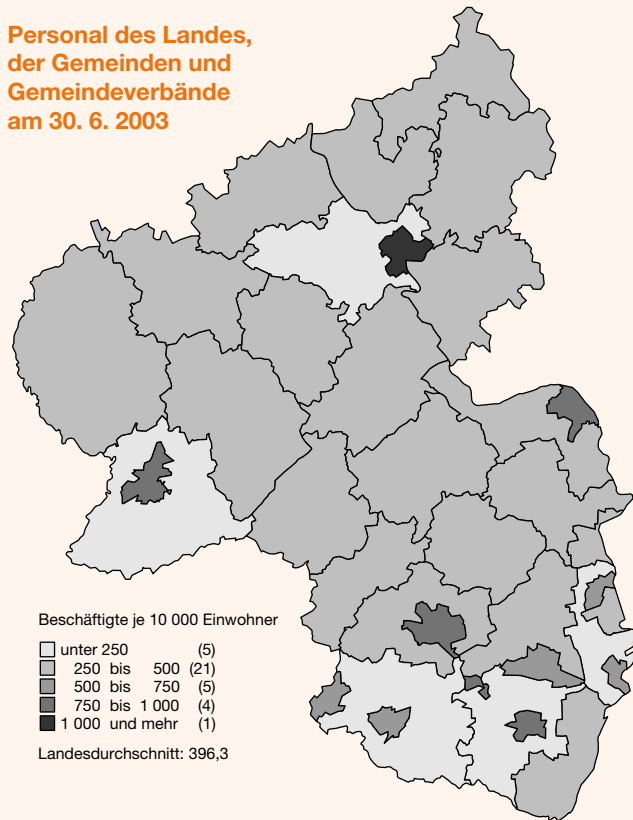 Personal des Landes,
der Gemeinden und
Gemeindeverbände
am 30. 6. 2003
Beschäftigte je 10 000 Einwohner
unter 250 (5)
250 bis 500 (21)
500 bis 750 (5)
750 bis 1 000 (4)
1 000 und mehr (1)
Landesdurchschnitt: 396,3